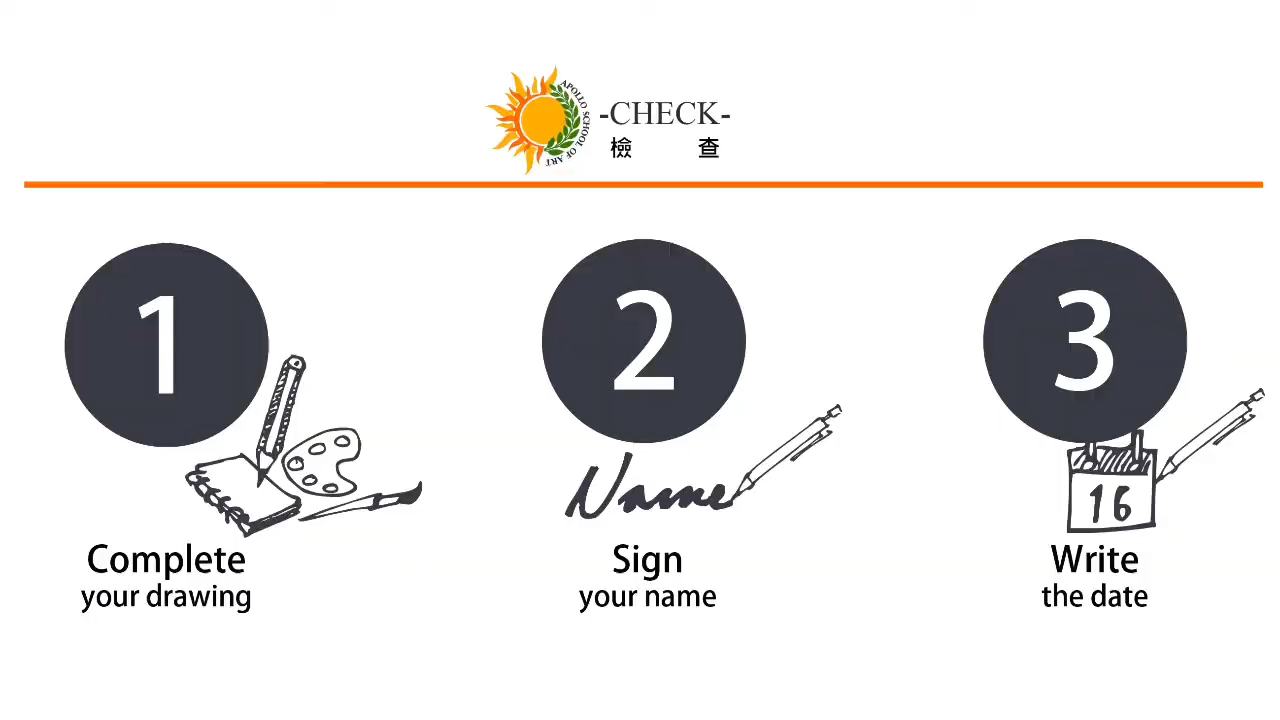 APOLLO SCHOOL OF ART
-CHECK-
檢 查
1
2
3
Name
16
Complete
your drawing
Sign
your name
Write
the date